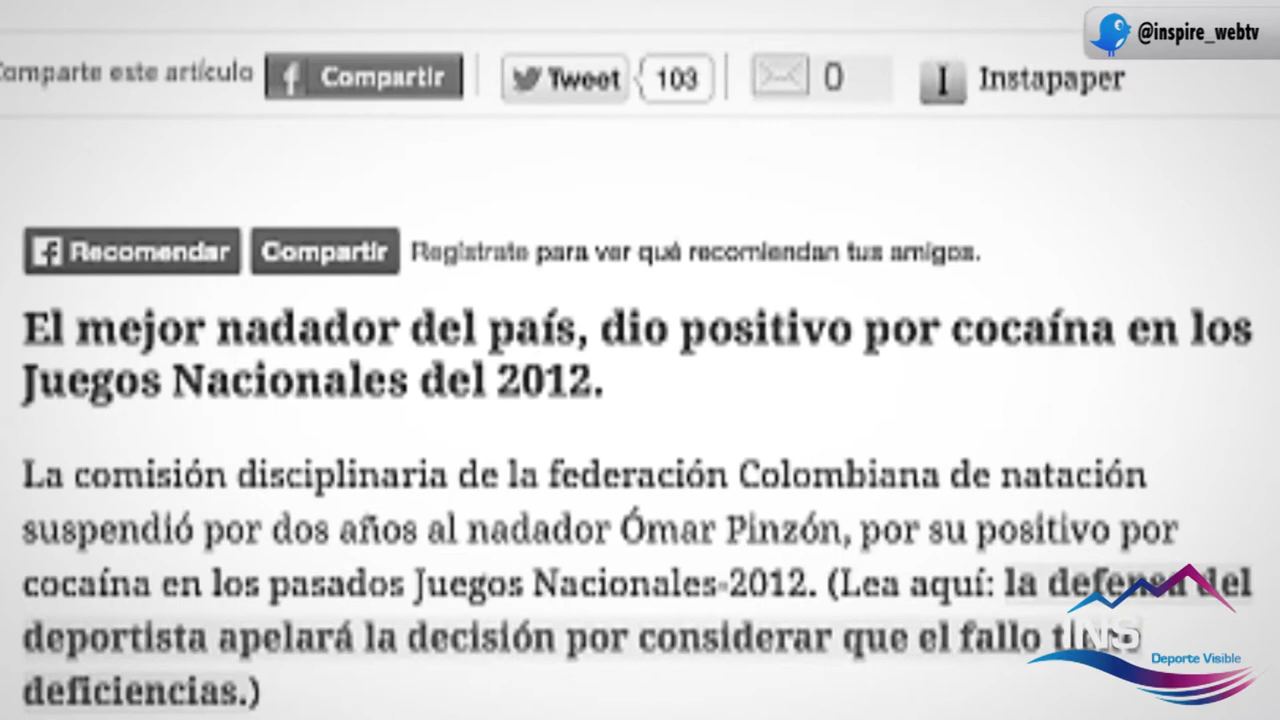 @inspire_webtv
Comparte este artículo Compartir Tweet 103 0 I Instapaper
Recomendar Compartir Regístrate para ver qué recomiendan tus amigos.
El mejor nadador del país, dio positivo por cocaína en los
Juegos Nacionales del 2012.
La comisión disciplinaria de la federación Colombiana de natación
suspendió por dos años al nadador Ómar Pinzón, por su positivo por
cocaína en los pasados Juegos Nacionales-2012. (Lea aquí: la defensa del
deportista apelará la decisión por considerar que el fallo
INS
Deporte Visible
deficiencias.)